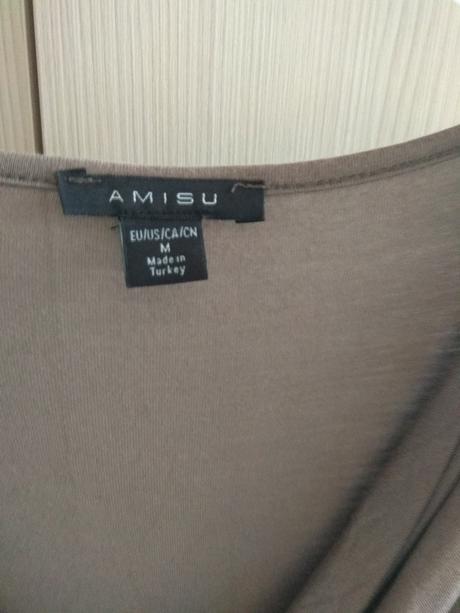 AMISU
EU/US/CA/CN
M
Made in
Turkey